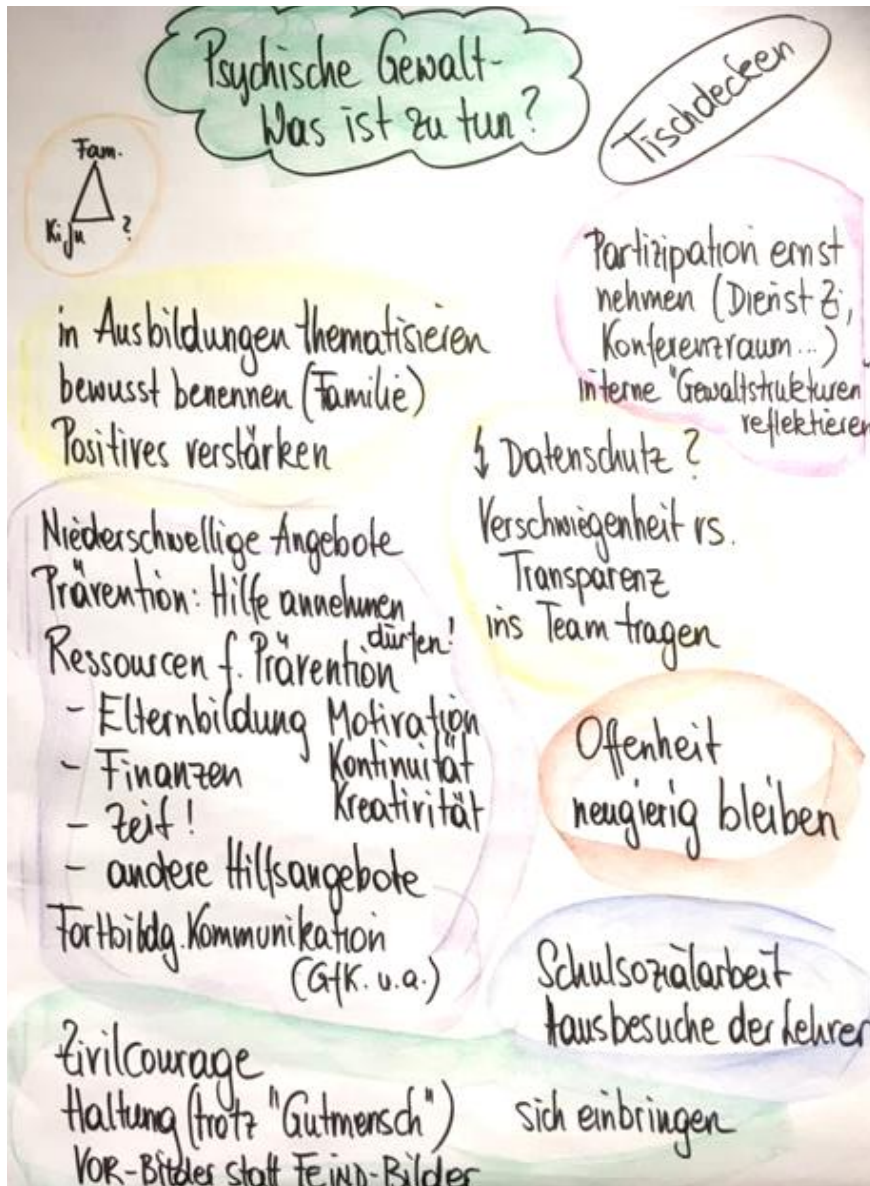 Psychische Gewalt-
Was ist zu tun?
Tischdecken
Fam.
KiJu ?
Partizipation ernst
nehmen (Dienst Zi,
Konferenzraum...)
interne "Gewaltstrukturen
reflektieren
in Ausbildungen thematisieren
bewusst benennen (Familie)
Positives verstärken
Datenschutz ?
Verschwiegenheit vs.
Transparenz
ins Team tragen
Niederschwellige Angebote
Prävention: Hilfe annehmen
dürfen!
Ressourcen f. Prävention
- Elternbildung Motivation
- Finanzen Kontinuität
- Zeit! Kreativität
- andere Hilfsangebote
Fortbildg. Kommunikation
(GfK. u.a.)
Offenheit
neugierig bleiben
Schulsozialarbeit
Hausbesuche der Lehrer
Zivilcourage
Haltung (trotz "Gutmensch") sich einbringen
VOR-Bilder statt FEIND-Bilder